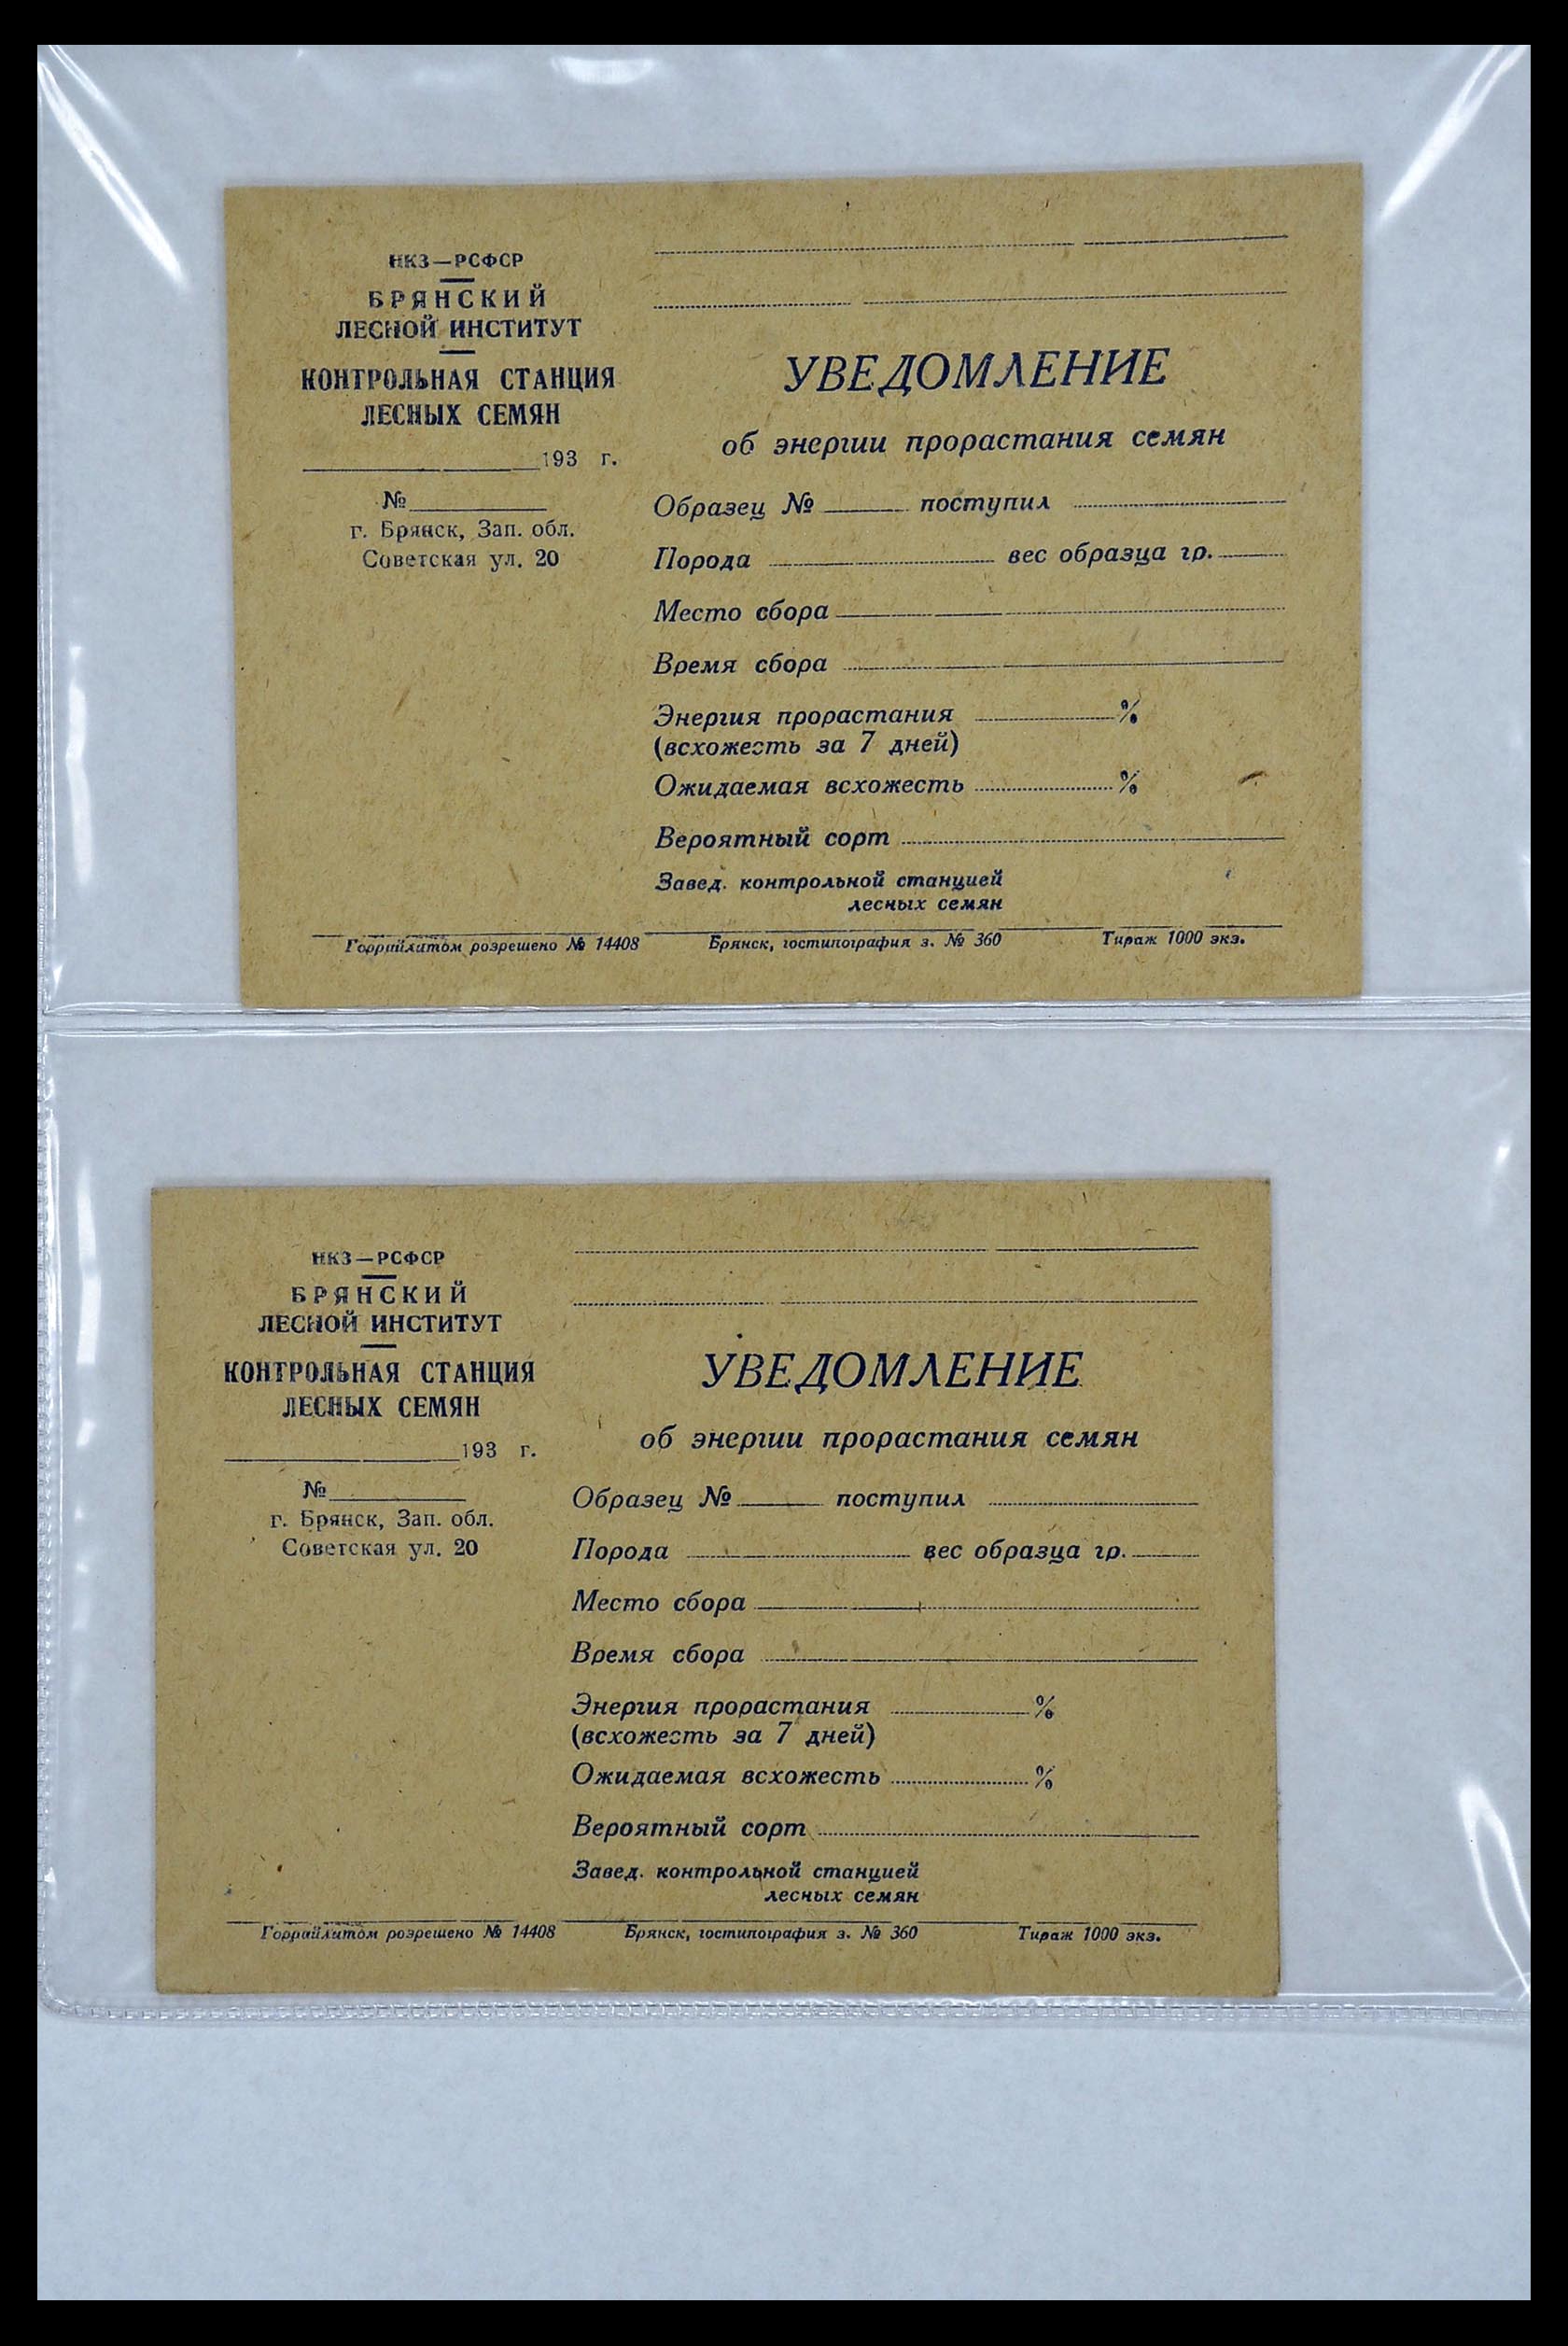 НКЗ—РСФСР
БРЯНСКИЙ
ЛЕСНОЙ ИНСТИТУТ
КОНТРОЛЬНАЯ СТАНЦИЯ
ЛЕСНЫХ СЕМЯН
193 г.
№
г. Брянск, Зап. обл.
Советская ул. 20
УВЕДОМЛЕНИЕ
об энергии прорастания семян
Образец № поступил
Порода вес образца гр.
Место сбора
Время сбора
Энергия прорастания %
(всхожесть за 7 дней)
Ожидаемая всхожесть %
Вероятный сорт
Завед. контрольной станцией
лесных семян
Горрайлитом розрешено № 14408 Брянск, гостипография з. № 360 Тираж 1000 экз.
НКЗ—РСФСР
БРЯНСКИЙ
ЛЕСНОЙ ИНСТИТУТ
КОНТРОЛЬНАЯ СТАНЦИЯ
ЛЕСНЫХ СЕМЯН
193 г.
№
г. Брянск, Зап. обл.
Советская ул. 20
УВЕДОМЛЕНИЕ
об энергии прорастания семян
Образец № поступил
Порода вес образца гр.
Место сбора
Время сбора
Энергия прорастания %
(всхожесть за 7 дней)
Ожидаемая всхожесть %
Вероятный сорт
Завед. контрольной станцией
лесных семян
Горрайлитом розрешено № 14408 Брянск, гостипография з. № 360 Тираж 1000 экз.